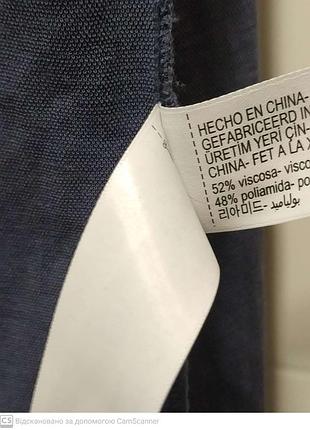 HECHO EN CHINA-
GEFABRICEERD IN
ÜRETIM YERI ÇIN-
CHINA- FET A LA X
52% viscosa- visco
48% poliamida- po
리아미드- بولياميد
CS Відскановано за допомогою CamScanner